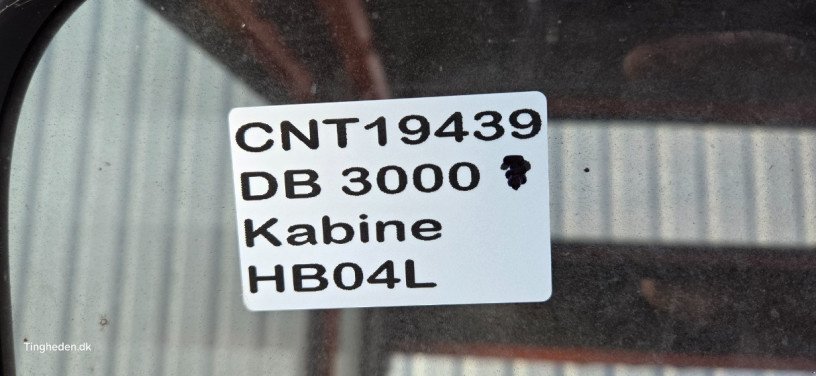 CNT19439
DB 3000
Kabine
HB04L
Tingheden.dk